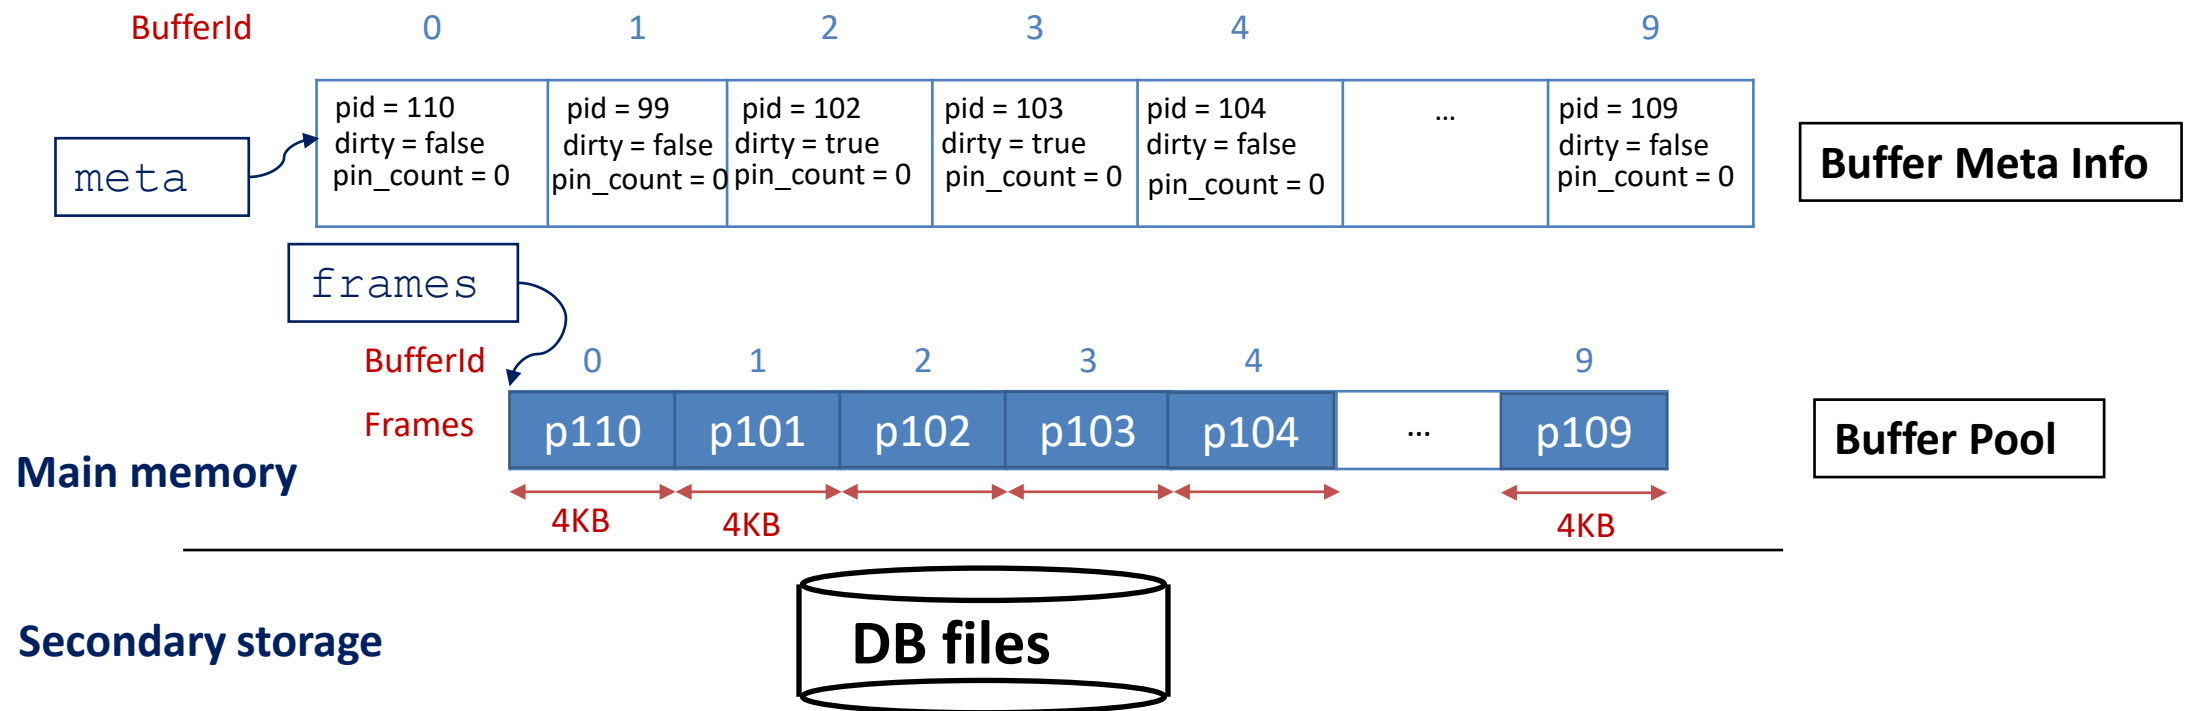 BufferId 0 1 2 3 4 9
pid = 110 pid = 99 pid = 102 pid = 103 pid = 104 ... pid = 109
dirty = false dirty = false dirty = true dirty = true dirty = false dirty = false
pin_count = 0 pin_count = 0 pin_count = 0 pin_count = 0 pin_count = 0 pin_count = 0
meta
Buffer Meta Info
frames
BufferId 0 1 2 3 4 9
Frames p110 p101 p102 p103 p104 ... p109
Buffer Pool
Main memory
4KB 4KB 4KB
Secondary storage
DB files